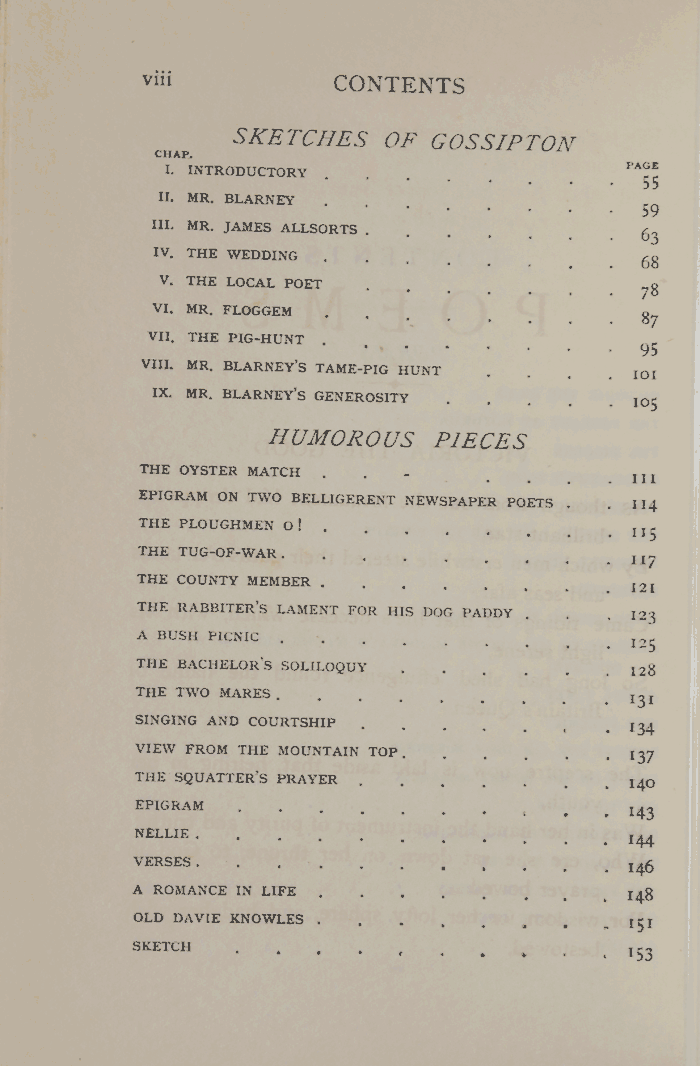 viii CONTENTS
SKETCHES OF GOSSIPTON
CHAP. PAGE
I. INTRODUCTORY . . . . . . . . 55
II. MR. BLARNEY . . . . . . . . 59
III. MR. JAMES ALLSORTS . . . . . . . 63
IV. THE WEDDING . . . . . . . . 68
V. THE LOCAL POET . . . . . . . 78
VI. MR. FLOGGEM . . . . . . . . 87
VII. THE PIG-HUNT . . . . . . . . 95
VIII. MR. BLARNEY'S TAME-PIG HUNT . . . . 101
IX. MR. BLARNEY'S GENEROSITY . . . . . 105
HUMOROUS PIECES
THE OYSTER MATCH . . . . . . . 111
EPIGRAM ON TWO BELLIGERENT NEWSPAPER POETS . . 114
THE PLOUGHMEN O! . . . . . . . . 115
THE TUG-OF-WAR . . . . . . . . . 117
THE COUNTY MEMBER . . . . . . . . 121
THE RABBITER'S LAMENT FOR HIS DOG PADDY . . . 123
A BUSH PICNIC . . . . . . . . . 125
THE BACHELOR'S SOLILOQUY . . . . . . 128
THE TWO MARES . . . . . . . . . 131
SINGING AND COURTSHIP . . . . . . . 134
VIEW FROM THE MOUNTAIN TOP . . . . . . 137
THE SQUATTER'S PRAYER . . . . . . . 140
EPIGRAM . . . . . . . . . . 143
NELLIE . . . . . . . . . . . 144
VERSES . . . . . . . . . . . 146
A ROMANCE IN LIFE . . . . . . . . 148
OLD DAVIE KNOWLES . . . . . . . . 151
SKETCH . . . . . . . . . . 153